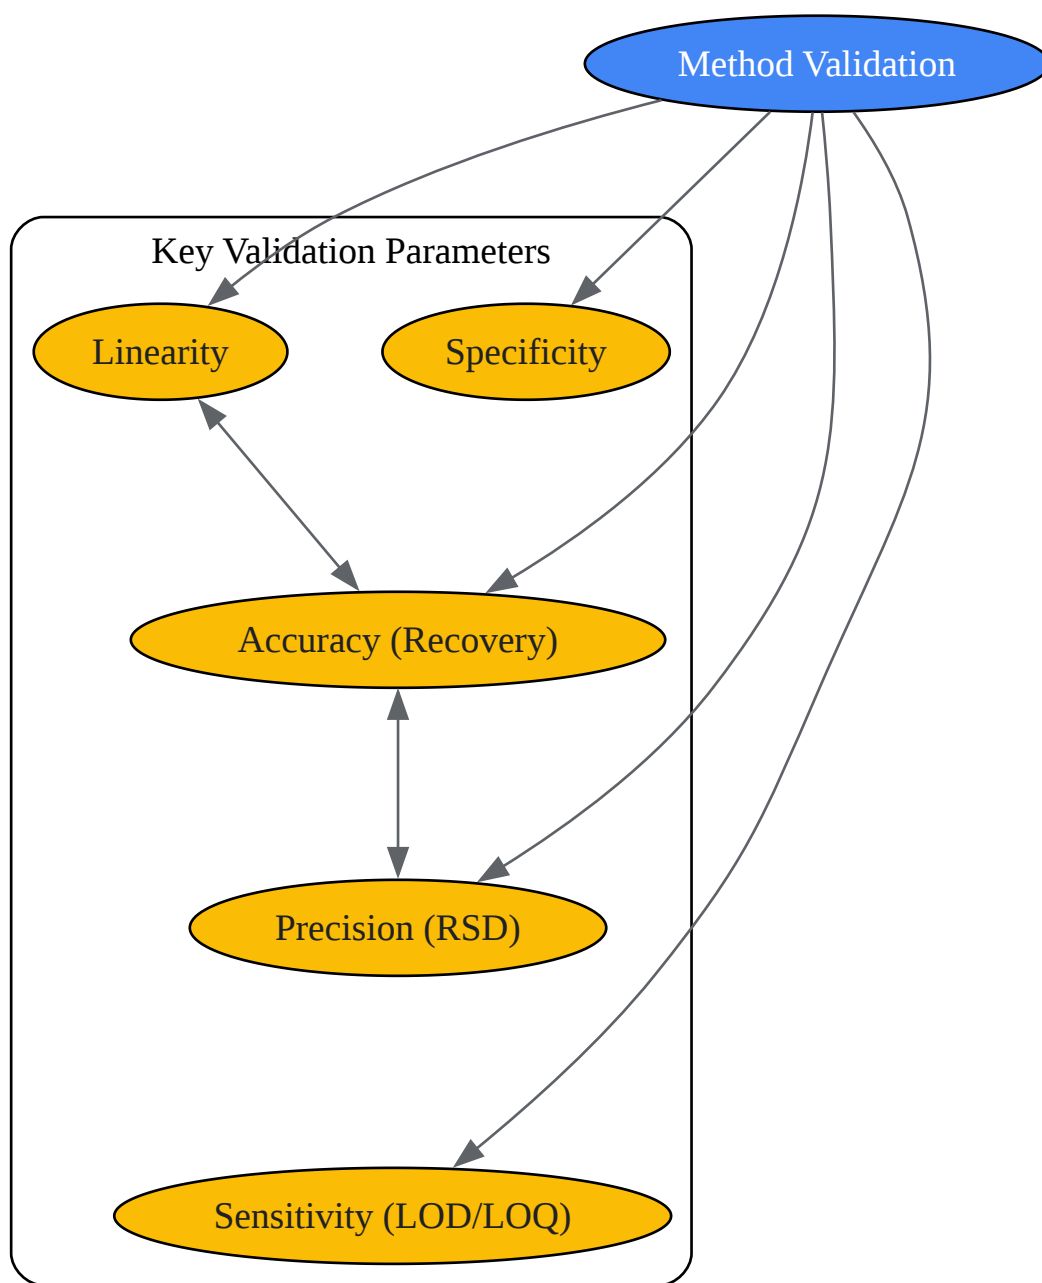 Method Validation
Key Validation Parameters
Linearity
Specificity
Accuracy (Recovery)
Precision (RSD)
Sensitivity (LOD/LOQ)